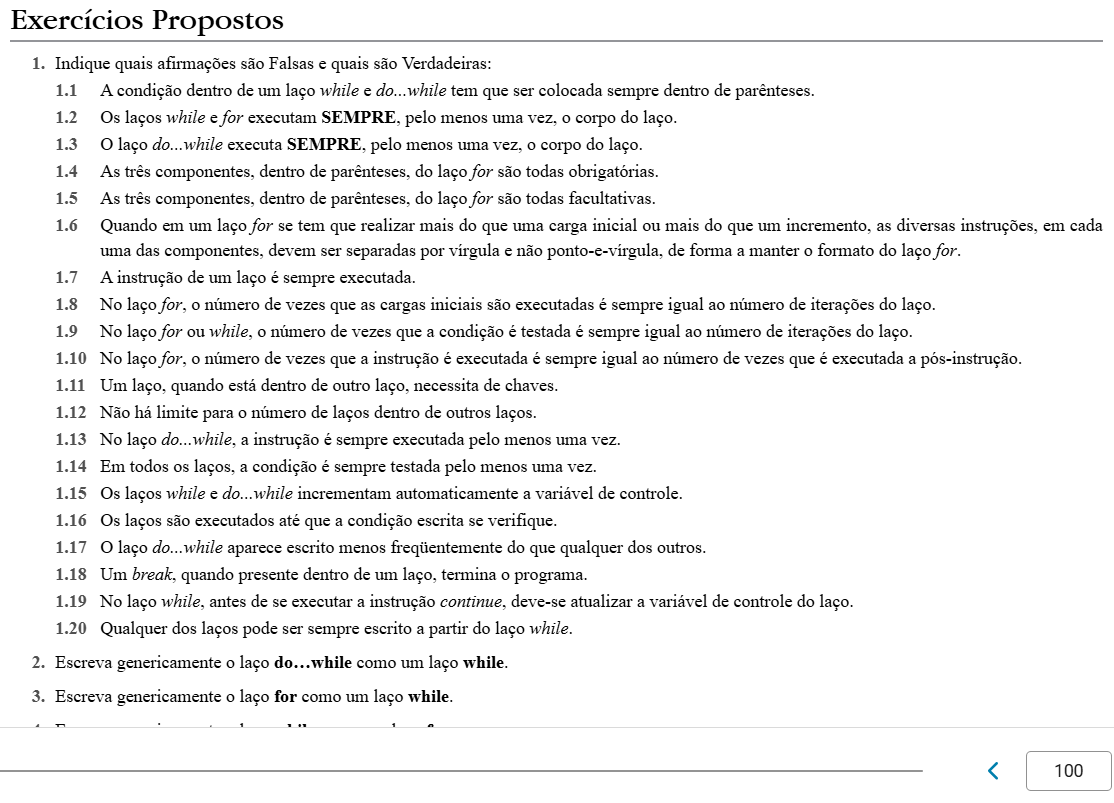 Exercícios Propostos
1. Indique quais afirmações são Falsas e quais são Verdadeiras:
1.1 A condição dentro de um laço while e do...while tem que ser colocada sempre dentro de parênteses.
1.2 Os laços while e for executam SEMPRE, pelo menos uma vez, o corpo do laço.
1.3 O laço do...while executa SEMPRE, pelo menos uma vez, o corpo do laço.
1.4 As três componentes, dentro de parênteses, do laço for são todas obrigatórias.
1.5 As três componentes, dentro de parênteses, do laço for são todas facultativas.
1.6 Quando em um laço for se tem que realizar mais do que uma carga inicial ou mais do que um incremento, as diversas instruções, em cada
uma das componentes, devem ser separadas por vírgula e não ponto-e-vírgula, de forma a manter o formato do laço for.
1.7 A instrução de um laço é sempre executada.
1.8 No laço for, o número de vezes que as cargas iniciais são executadas é sempre igual ao número de iterações do laço.
1.9 No laço for ou while, o número de vezes que a condição é testada é sempre igual ao número de iterações do laço.
1.10 No laço for, o número de vezes que a instrução é executada é sempre igual ao número de vezes que é executada a pós-instrução.
1.11 Um laço, quando está dentro de outro laço, necessita de chaves.
1.12 Não há limite para o número de laços dentro de outros laços.
1.13 No laço do...while, a instrução é sempre executada pelo menos uma vez.
1.14 Em todos os laços, a condição é sempre testada pelo menos uma vez.
1.15 Os laços while e do...while incrementam automaticamente a variável de controle.
1.16 Os laços são executados até que a condição escrita se verifique.
1.17 O laço do...while aparece escrito menos freqüentemente do que qualquer dos outros.
1.18 Um break, quando presente dentro de um laço, termina o programa.
1.19 No laço while, antes de se executar a instrução continue, deve-se atualizar a variável de controle do laço.
1.20 Qualquer dos laços pode ser sempre escrito a partir do laço while.
2. Escreva genericamente o laço do...while como um laço while.
3. Escreva genericamente o laço for como um laço while.
100